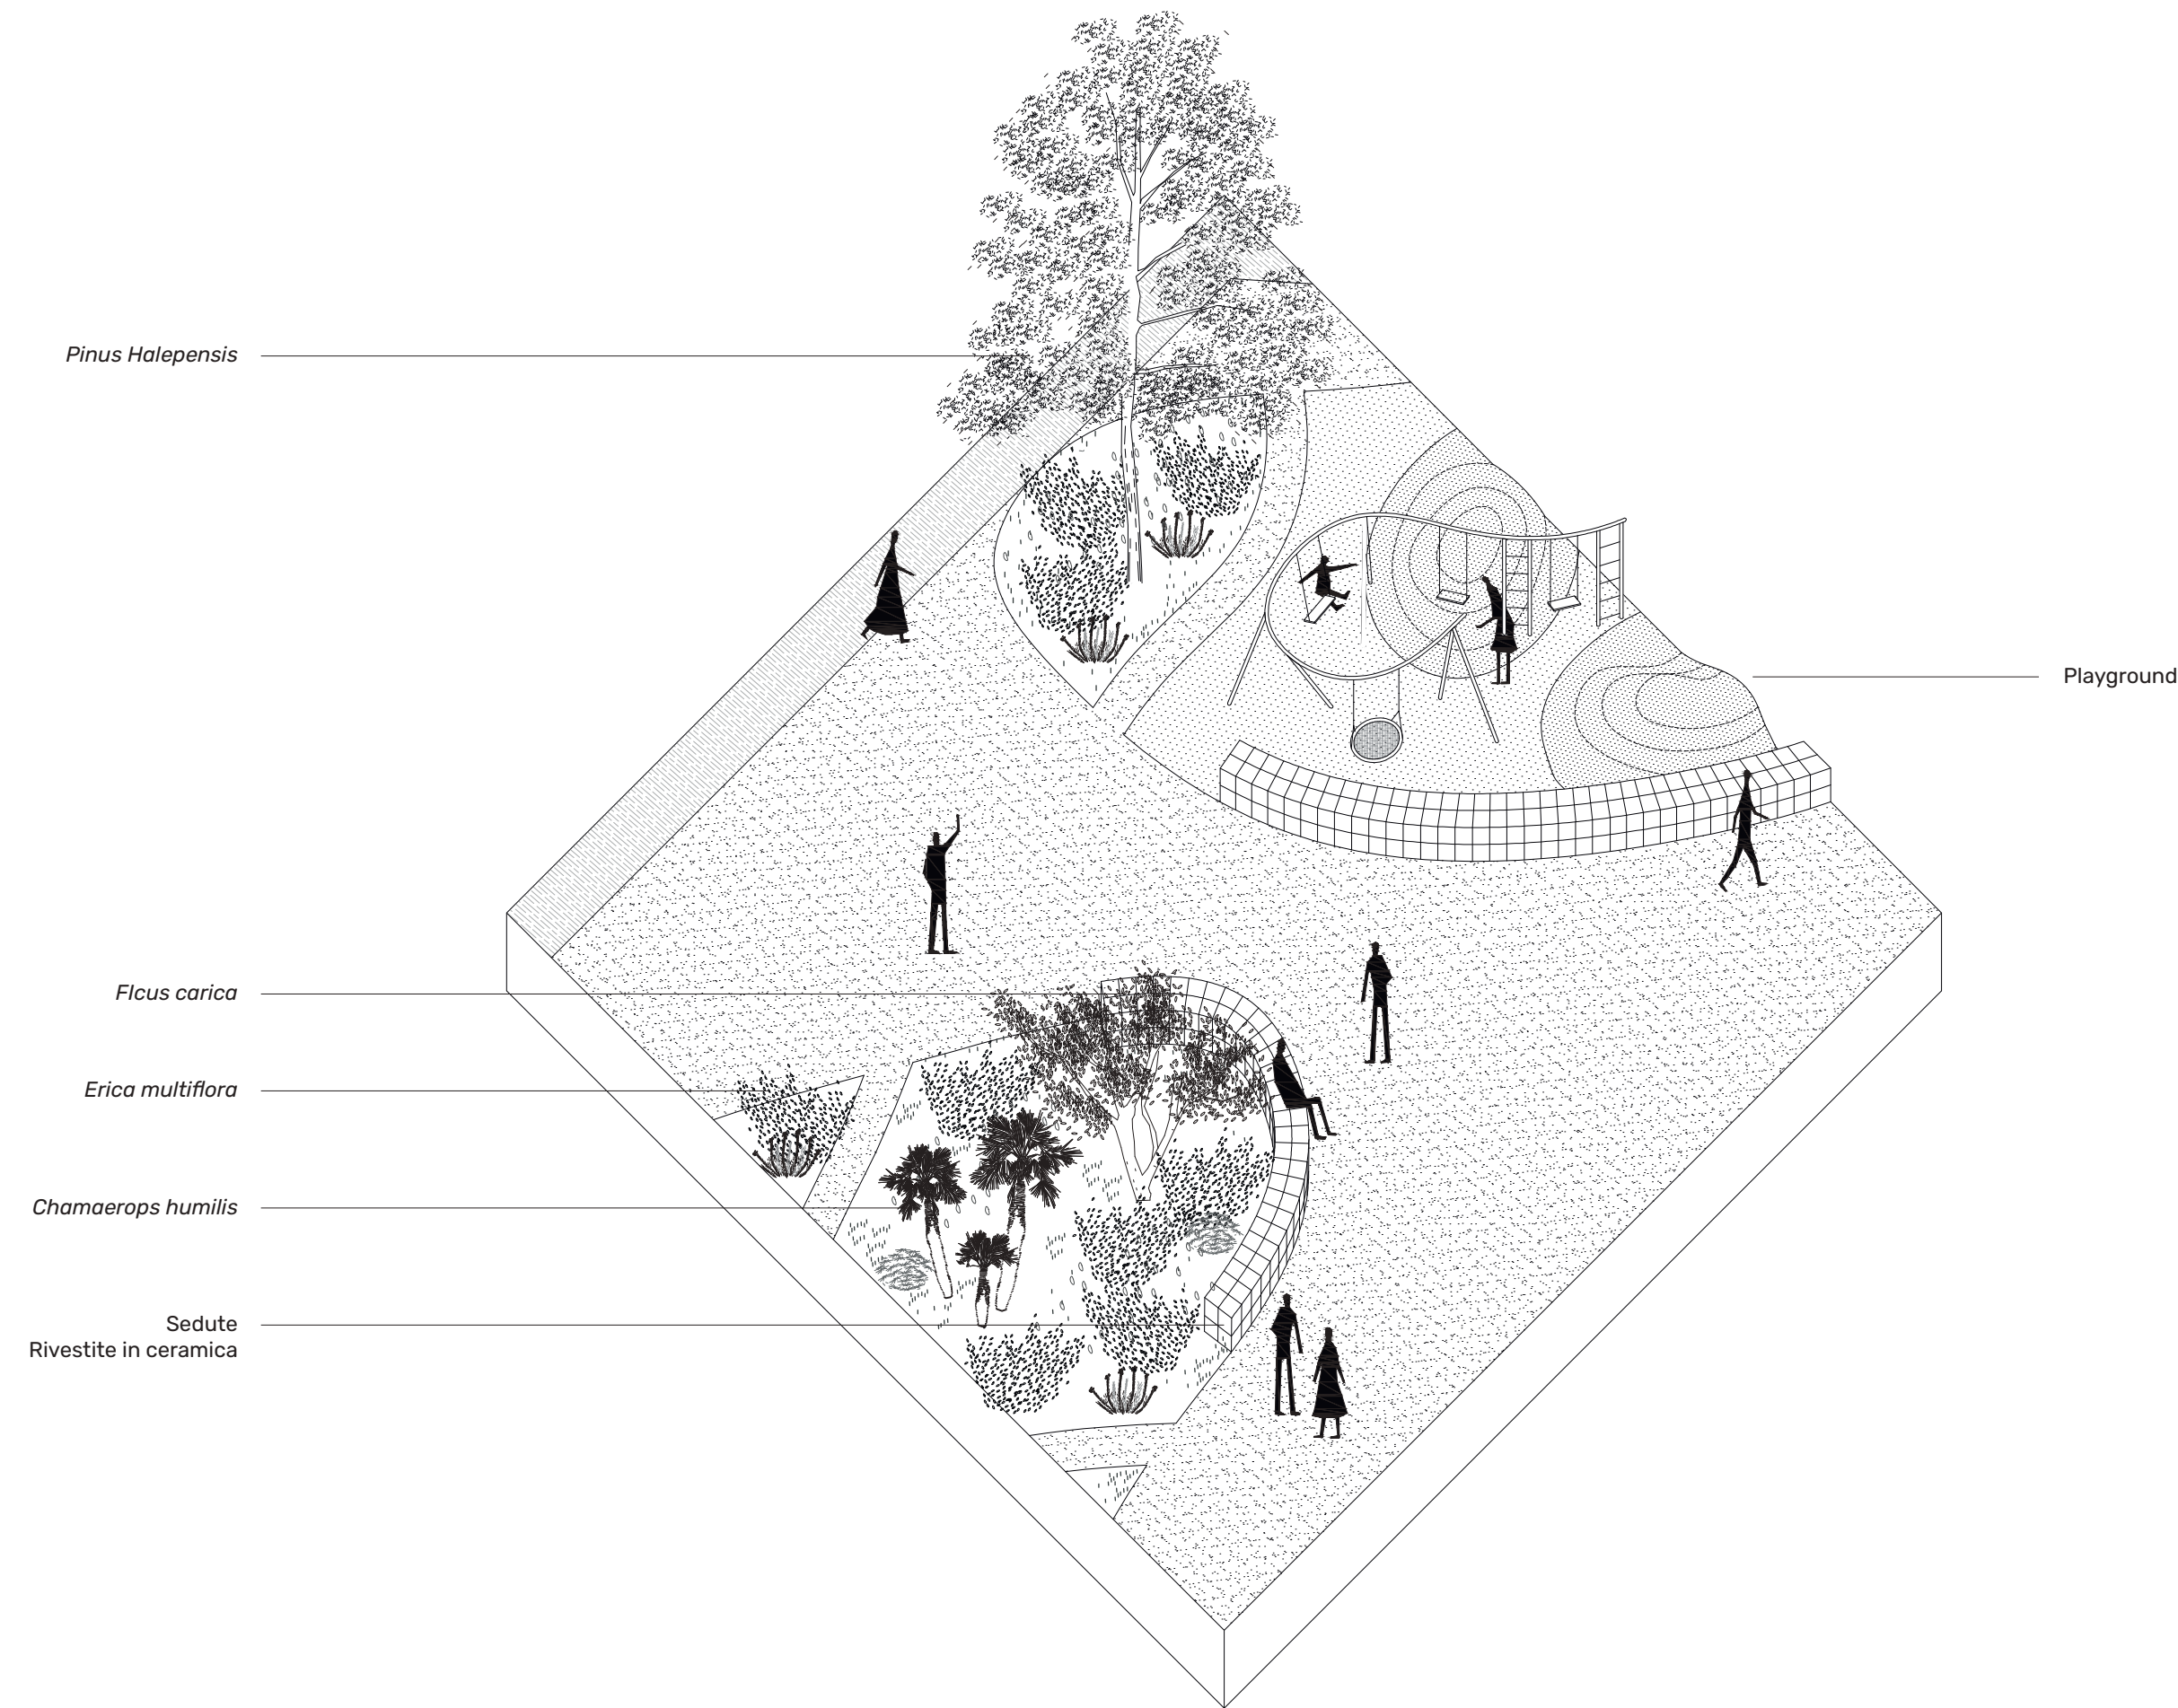 Pinus Halepensis
Playground
FIcus carica
Erica multiflora
Chamaerops humilis
Sedute
Rivestite in ceramica